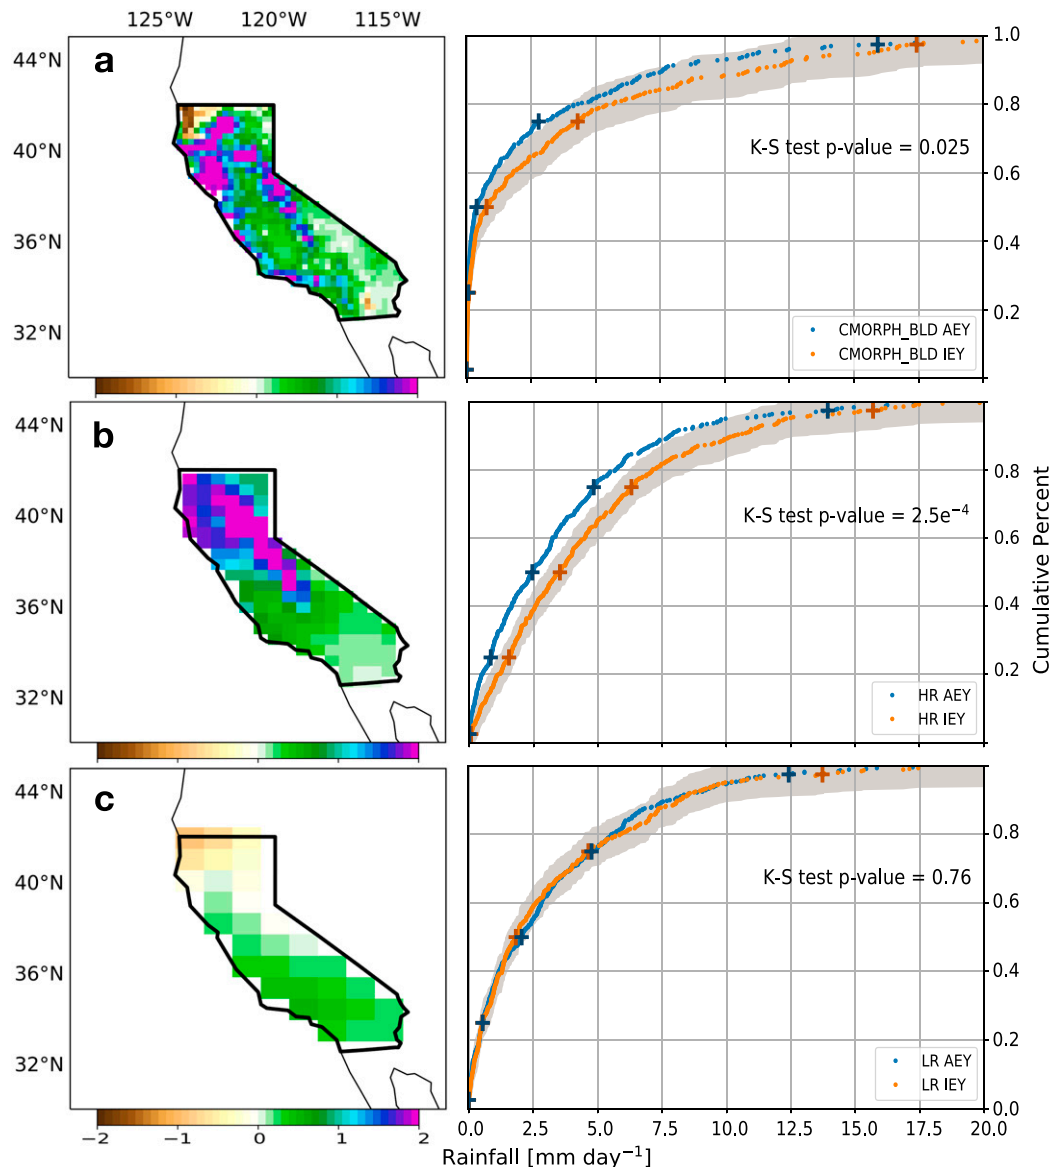 125°W 120°W 115°W
a
44°N
40°N
36°N
32°N
1.0
0.8
0.6
0.4
0.2
K-S test p-value = 0.025
CMORPH_BLD AEY
CMORPH_BLD IEY
b
44°N
40°N
36°N
32°N
0.8
0.6
0.4
0.2
K-S test p-value = 2.5e⁻⁴
HR AEY
HR IEY
Cumulative Percent
c
44°N
40°N
36°N
32°N
0.8
0.6
0.4
0.2
0.0
K-S test p-value = 0.76
LR AEY
LR IEY
−2 −1 0 1 2
0.0 2.5 5.0 7.5 10.0 12.5 15.0 17.5 20.0
Rainfall [mm day⁻¹]